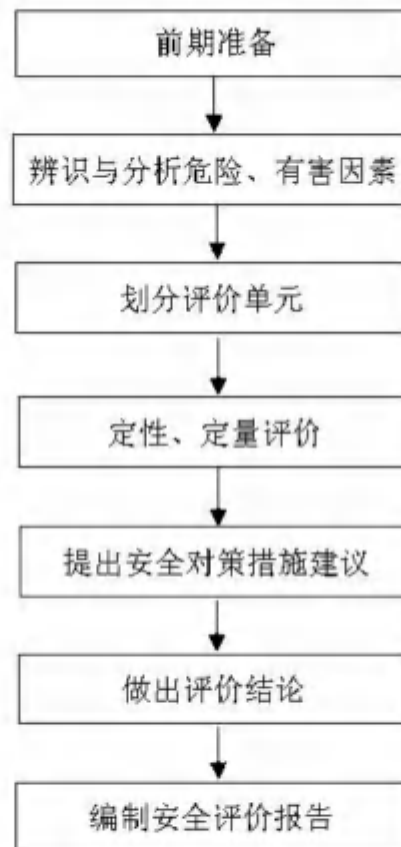 前期准备
辨识与分析危险、有害因素
划分评价单元
定性、定量评价
提出安全对策措施建议
做出评价结论
编制安全评价报告